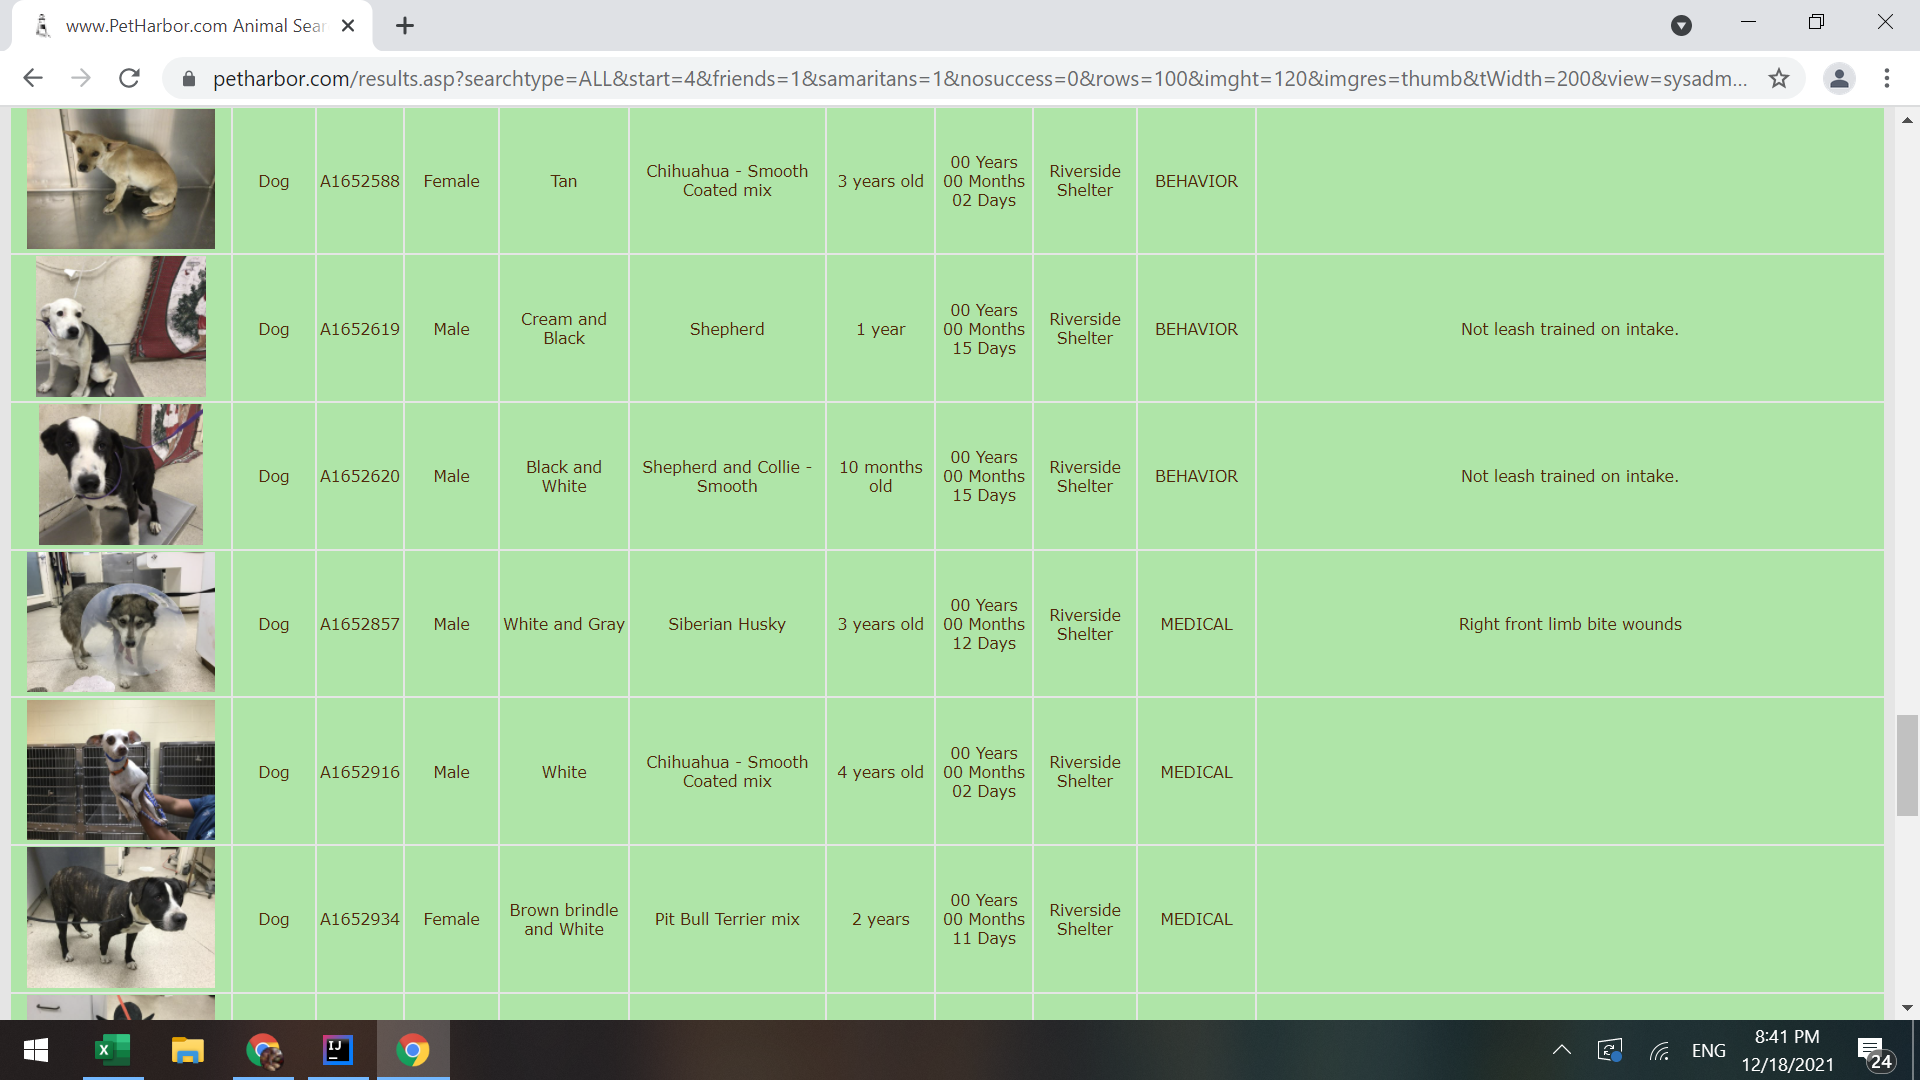 www.PetHarbor.com Animal Sear
petharbor.com/results.asp?searchtype=ALL&start=4&friends=1&samaritans=1&nosuccess=0&rows=100&imght=120&imgres=thumb&tWidth=200&view=sysadm...
Dog A1652588 Female Tan Chihuahua - Smooth Coated mix 3 years old 00 Years 00 Months 02 Days Riverside Shelter BEHAVIOR
Dog A1652619 Male Cream and Black Shepherd 1 year 00 Years 00 Months 15 Days Riverside Shelter BEHAVIOR Not leash trained on intake.
Dog A1652620 Male Black and White Shepherd and Collie - Smooth 10 months old 00 Years 00 Months 15 Days Riverside Shelter BEHAVIOR Not leash trained on intake.
Dog A1652857 Male White and Gray Siberian Husky 3 years old 00 Years 00 Months 12 Days Riverside Shelter MEDICAL Right front limb bite wounds
Dog A1652916 Male White Chihuahua - Smooth Coated mix 4 years old 00 Years 00 Months 02 Days Riverside Shelter MEDICAL
Dog A1652934 Female Brown brindle and White Pit Bull Terrier mix 2 years 00 Years 00 Months 11 Days Riverside Shelter MEDICAL
X
IJ
ENG
8:41 PM
12/18/2021
24